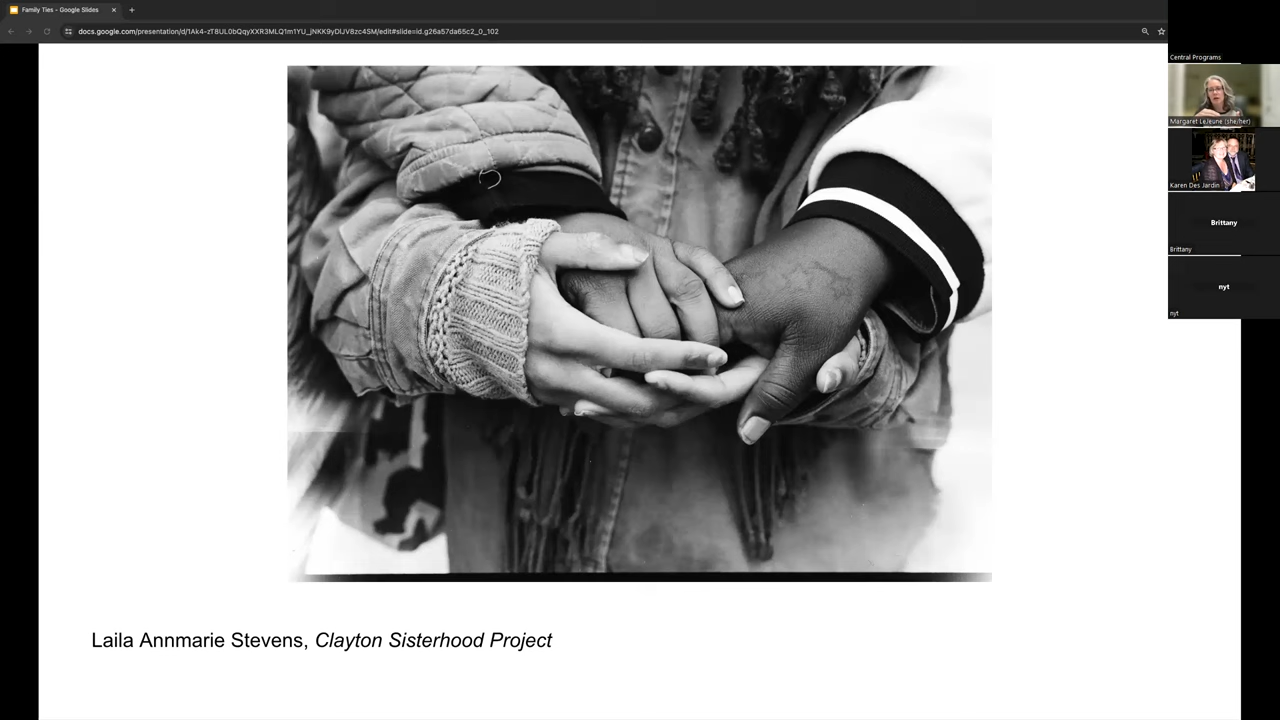 Family Ties - Google Slides
docs.google.com/presentation/d/1Ak4-zT8UL0bQqyXXR3MLQ1m1YU_jNKK9yDIJV8zc4SM/edit#slide=id.g26a57da65c2_0_102
Central Programs
Margaret LeJeune (she/her)
Karen Des Jardin
Brittany
Brittany
nyt
nyt
Laila Annmarie Stevens, Clayton Sisterhood Project